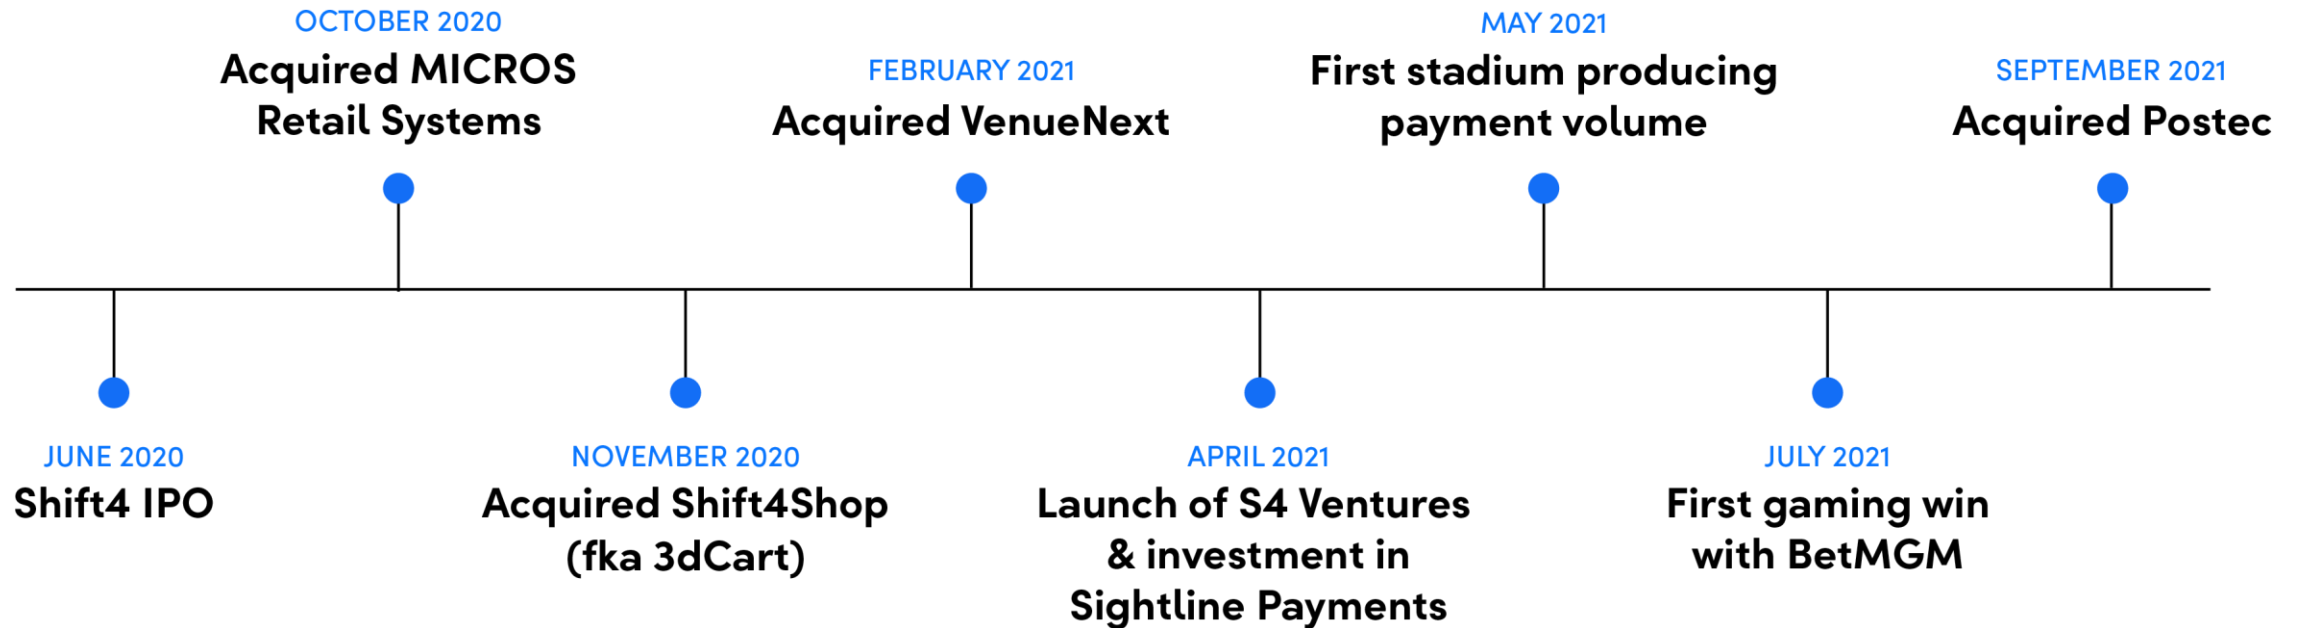 OCTOBER 2020
Acquired MICROS
Retail Systems
FEBRUARY 2021
Acquired VenueNext
MAY 2021
First stadium producing
payment volume
SEPTEMBER 2021
Acquired Postec
JUNE 2020
Shift4 IPO
NOVEMBER 2020
Acquired Shift4Shop
(fka 3dCart)
APRIL 2021
Launch of S4 Ventures
& investment in
Sightline Payments
JULY 2021
First gaming win
with BetMGM